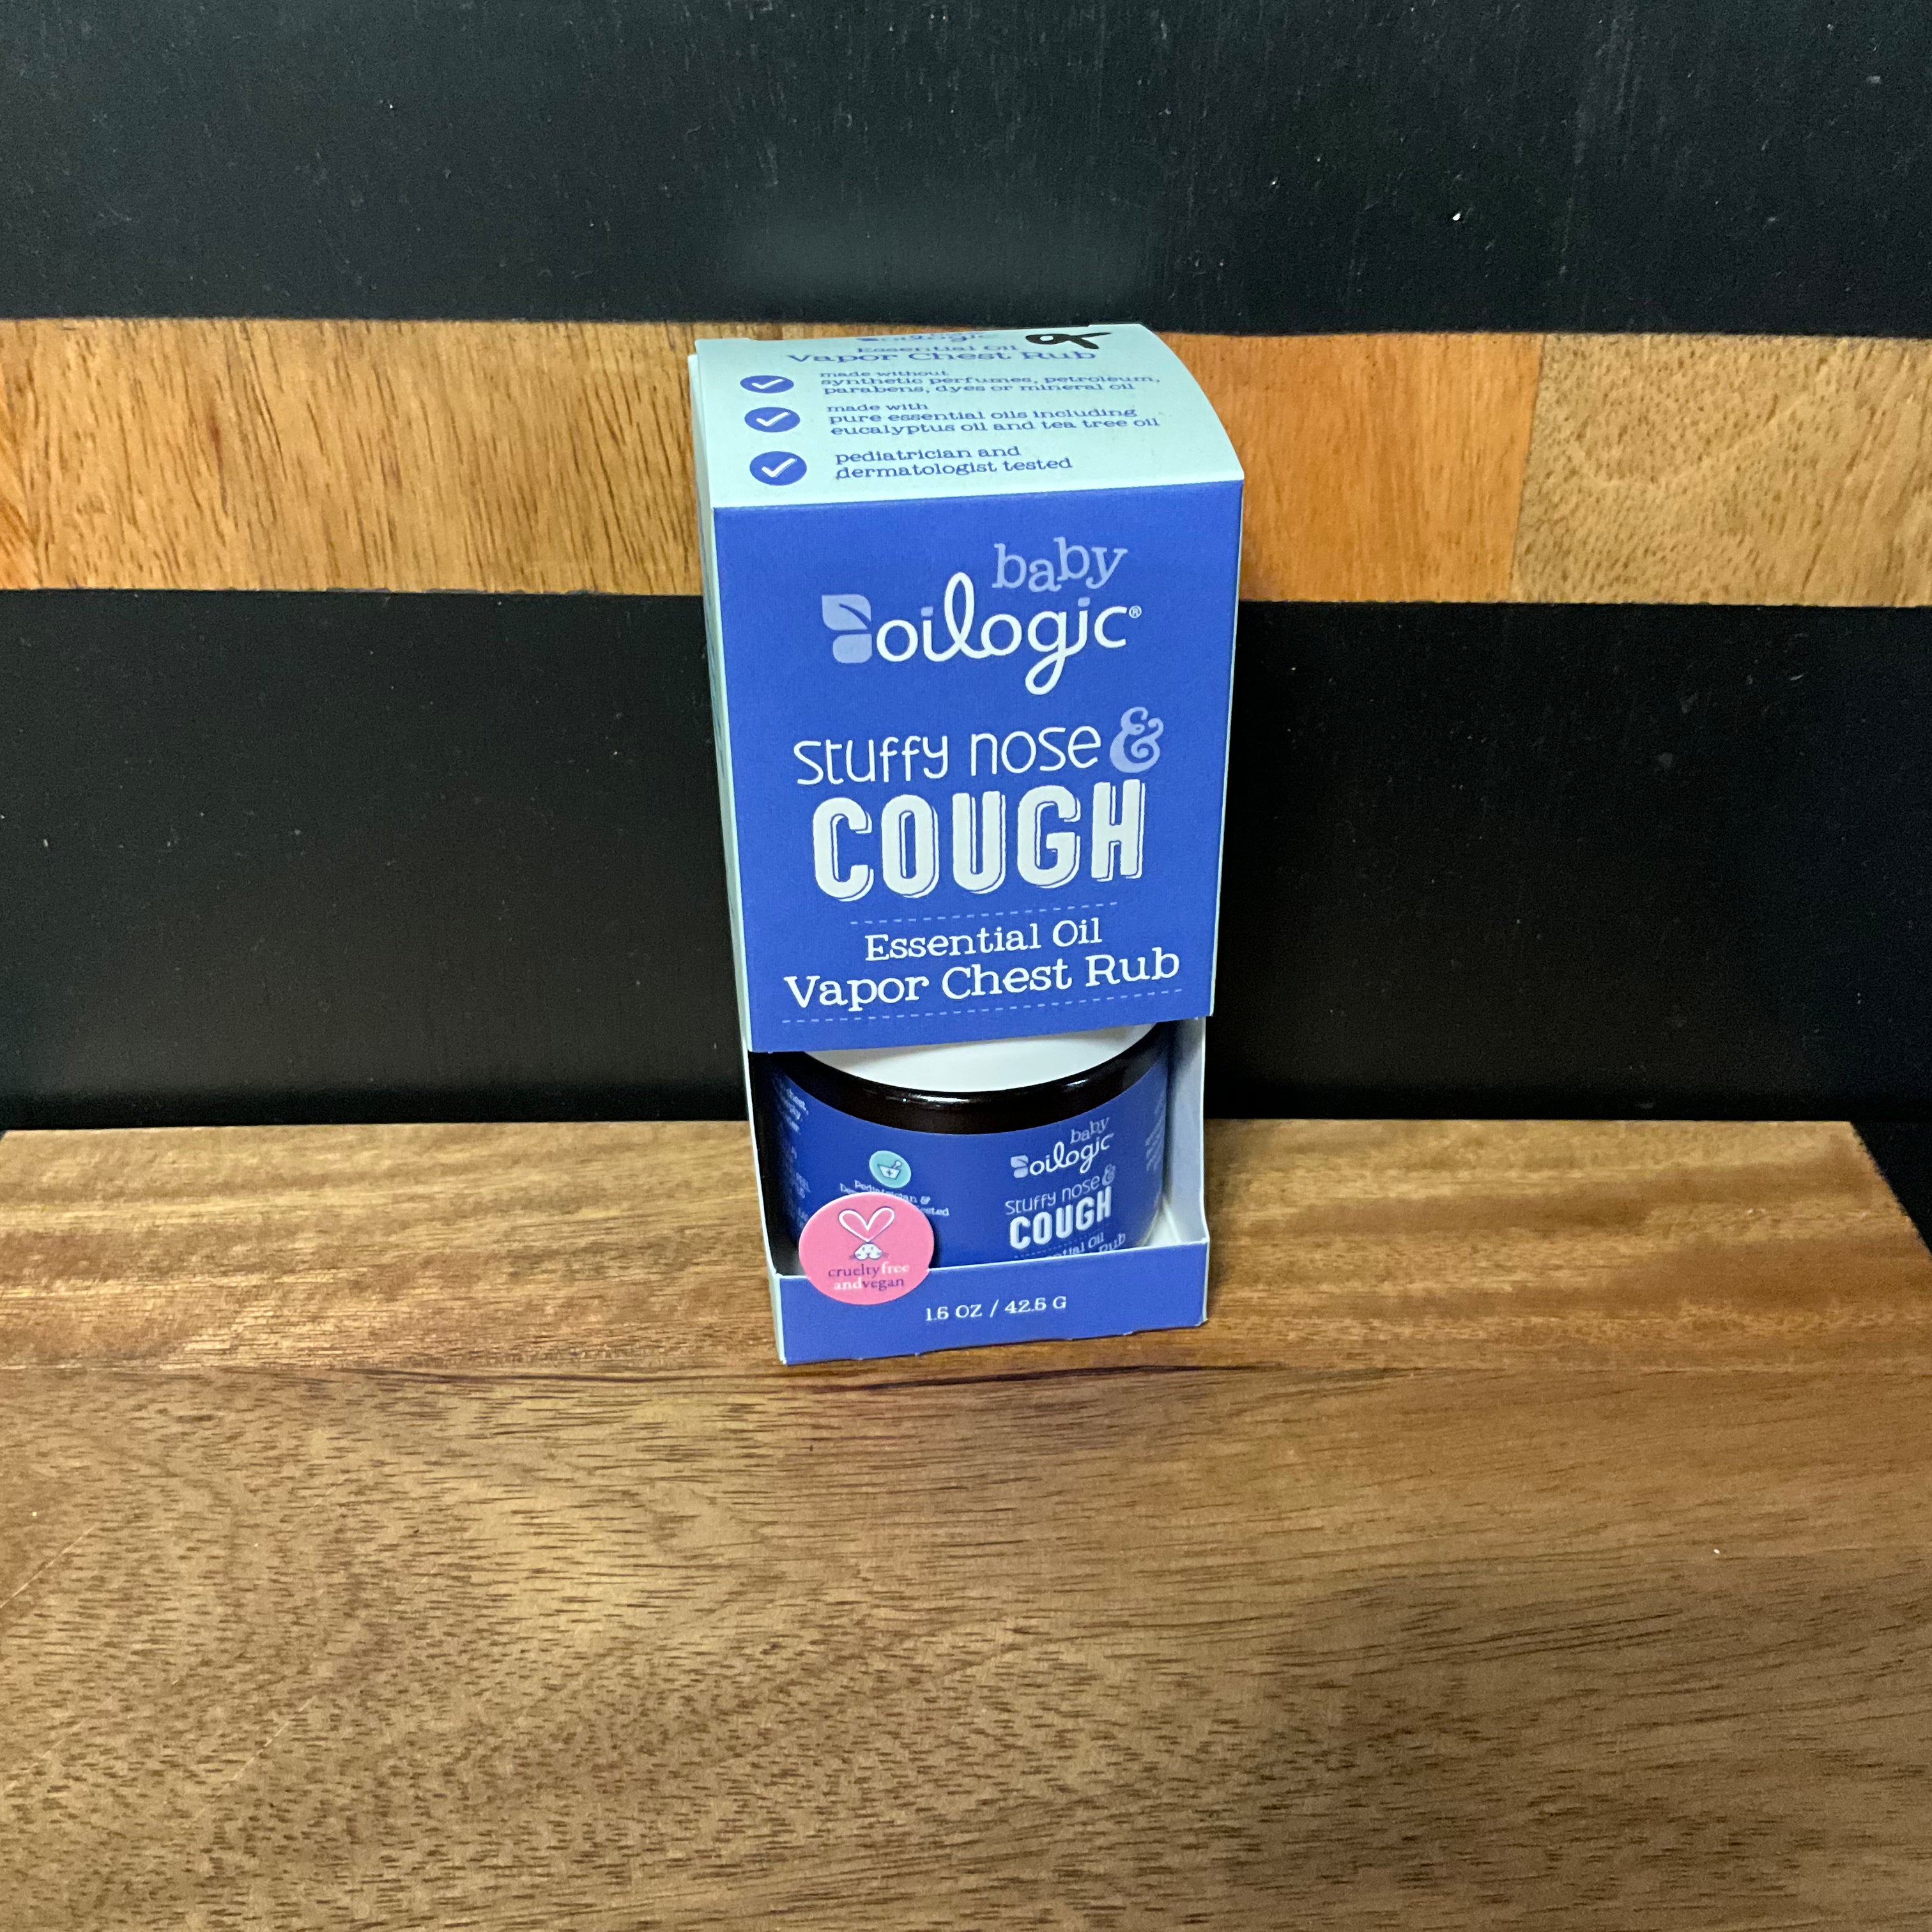 Essential Oil
Vapor Chest Rub
made without
synthetic perfumes, petroleum,
parabens, dyes or mineral oil
made with
pure essential oils including
eucalyptus oil and tea tree oil
pediatrician and
dermatologist tested
baby
oilogic®
stuffy nose &
COUGH
Essential Oil
Vapor Chest Rub
baby
oilogic
stuffy nose &
COUGH
cruelty free
and vegan
1.5 OZ / 42.5 G